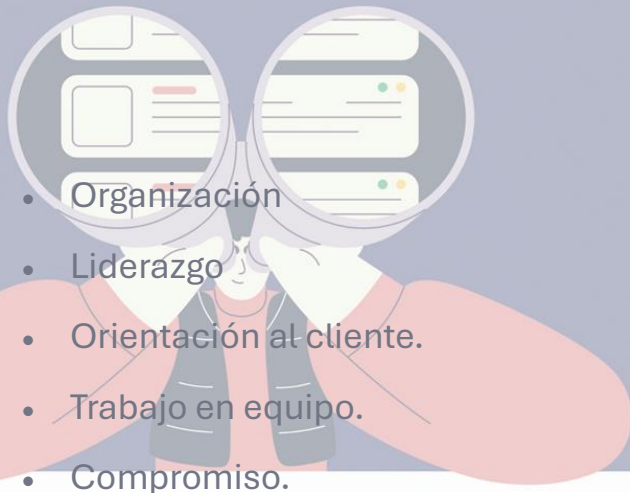 • Organización
• Liderazgo
• Orientación al cliente.
• Trabajo en equipo.
• Compromiso.